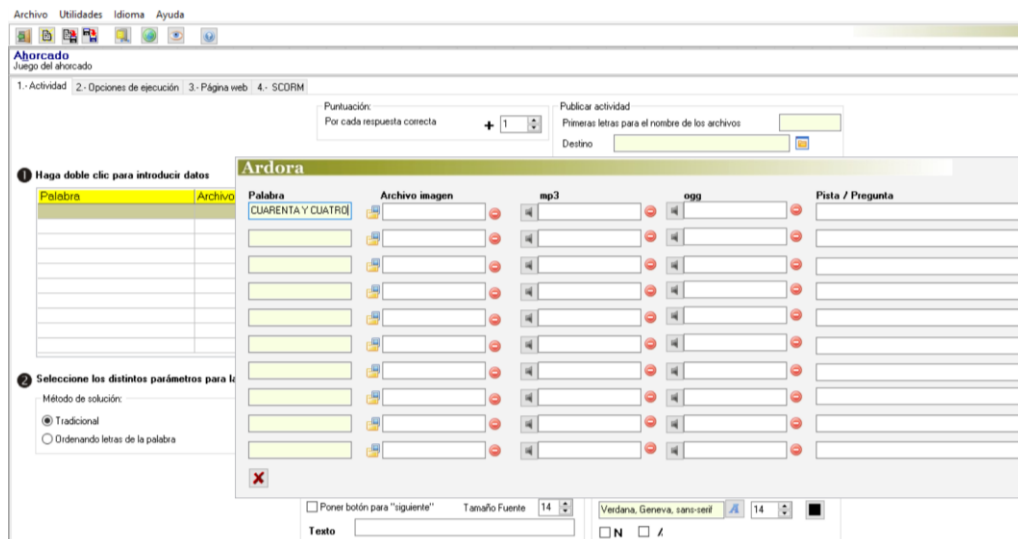 Archivo Utilidades Idioma Ayuda
Ahorcado
Juego del ahorcado
1.- Actividad 2.- Opciones de ejecución 3.- Página web 4.- SCORM
Puntuación:
Por cada respuesta correcta + 1
Publicar actividad
Primeras letras para el nombre de los archivos
Destino
1 Haga doble clic para introducir datos
Palabra Archivo
Ardora
Palabra Archivo imagen mp3 ogg Pista / Pregunta
CUARENTA Y CUATRO
2 Seleccione los distintos parámetros para la
Método de solución:
Tradicional
Ordenando letras de la palabra
Poner botón para "siguiente" Tamaño Fuente 14
Verdana, Geneva, sans-serif A 14
Texto
N